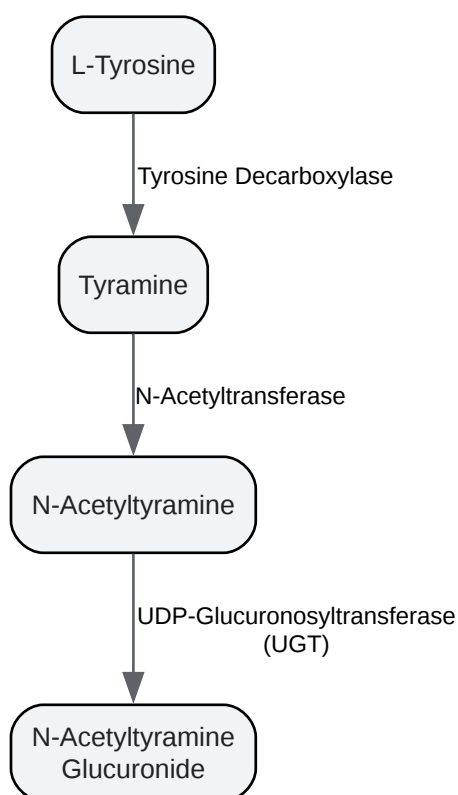 L-Tyrosine
Tyrosine Decarboxylase
Tyramine
N-Acetyltransferase
N-Acetyltyramine
UDP-Glucuronosyltransferase
(UGT)
N-Acetyltyramine
Glucuronide